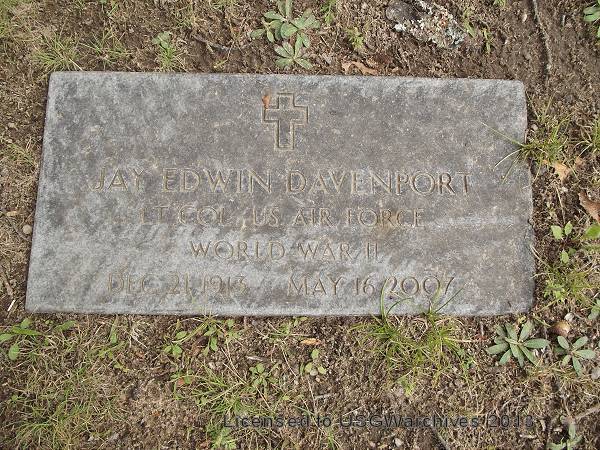 JAY EDWIN DAVENPORT
LT COL US AIR FORCE
WORLD WAR II
DEC 21 1913 MAY 16 2007
Licensed to USGWarchives 2013